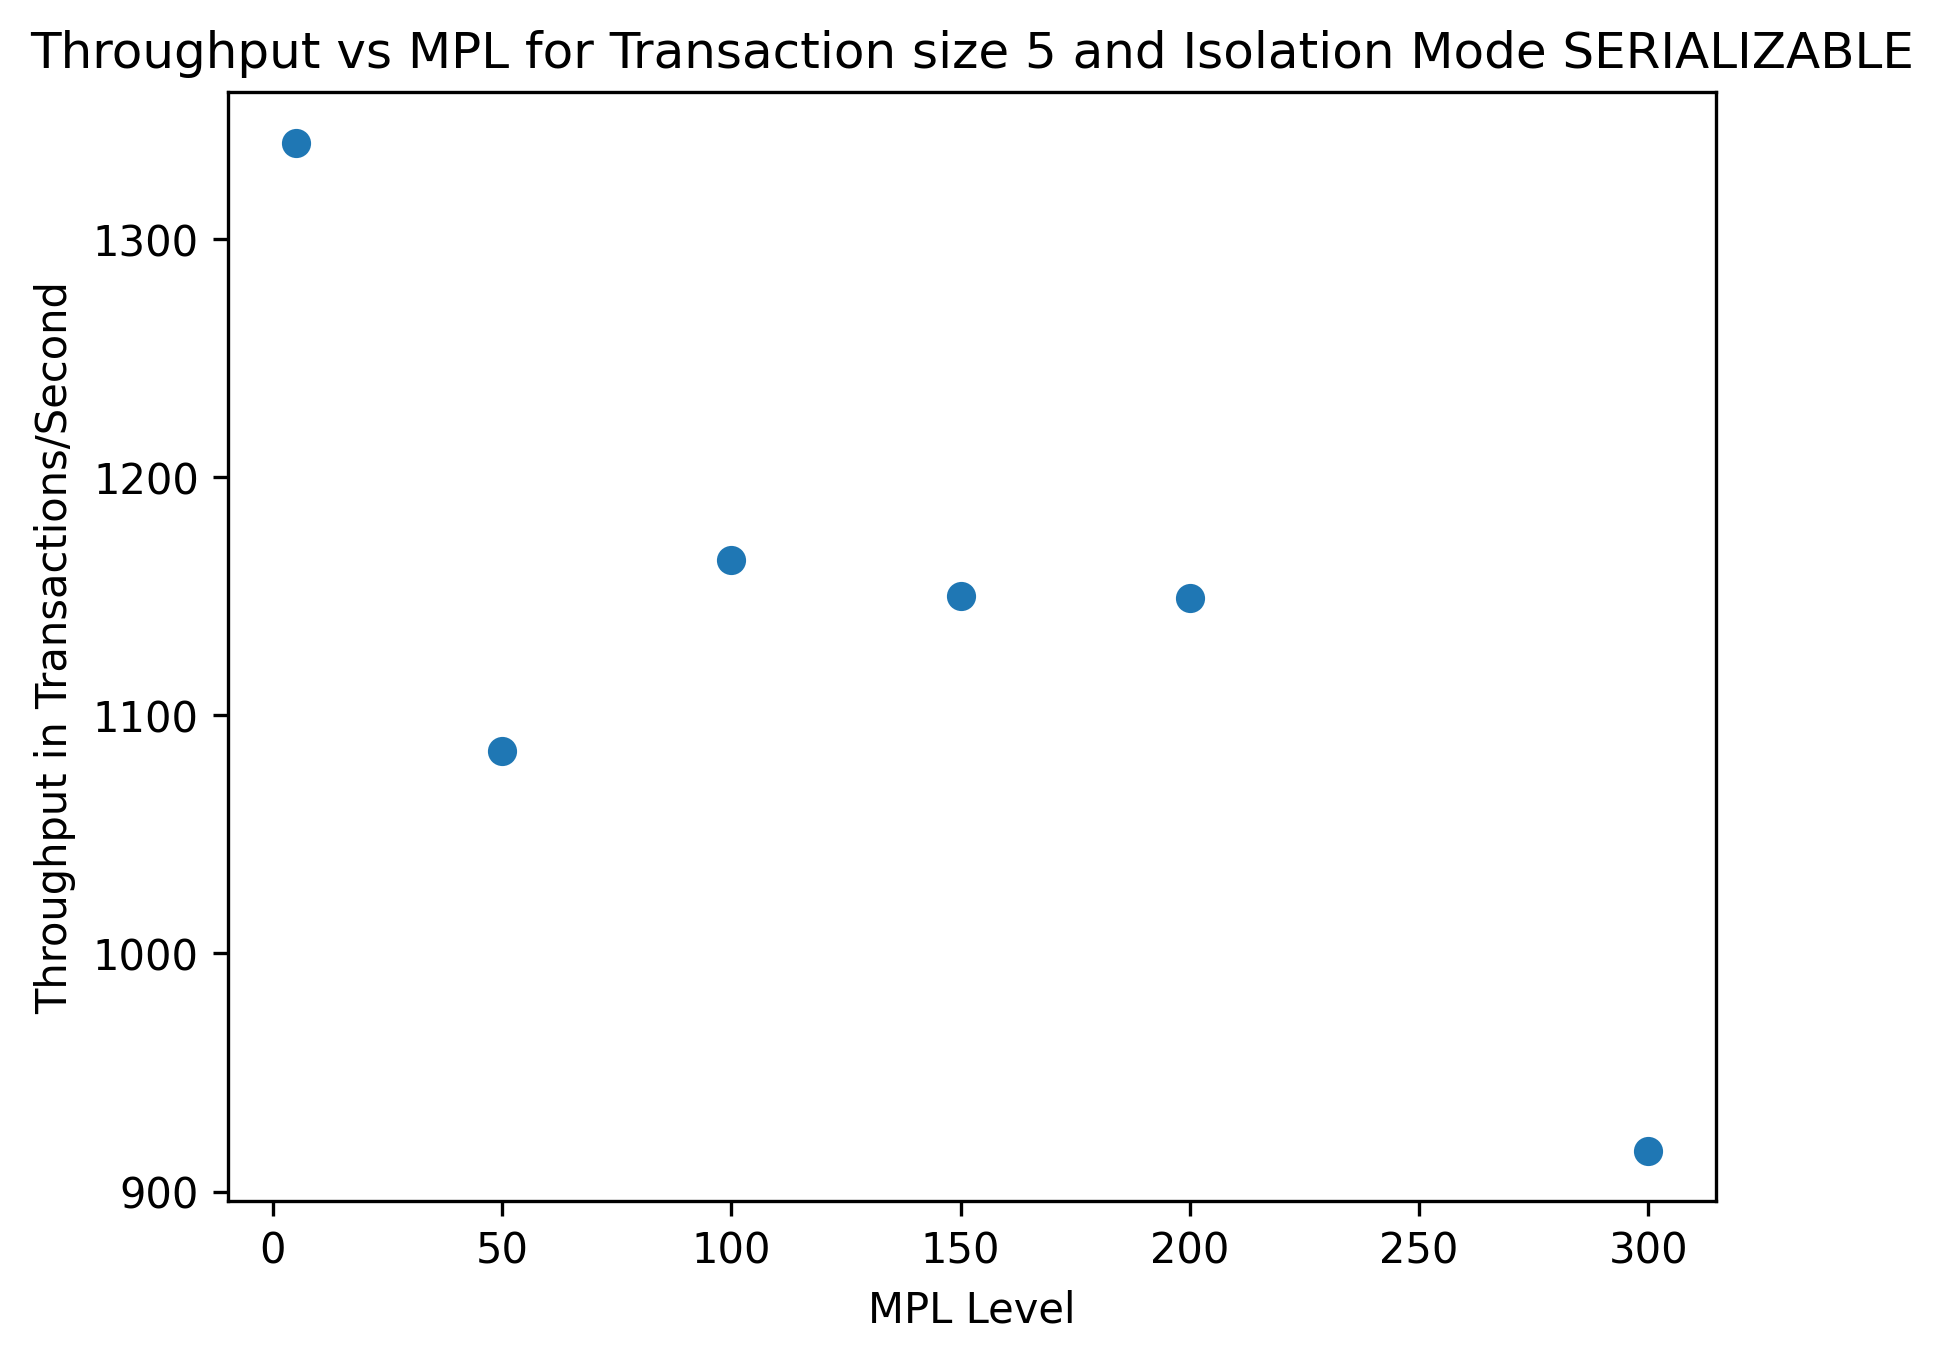 Throughput vs MPL for Transaction size 5 and Isolation Mode SERIALIZABLE
Throughput in Transactions/Second
1300
1200
1100
1000
900
0 50 100 150 200 250 300
MPL Level